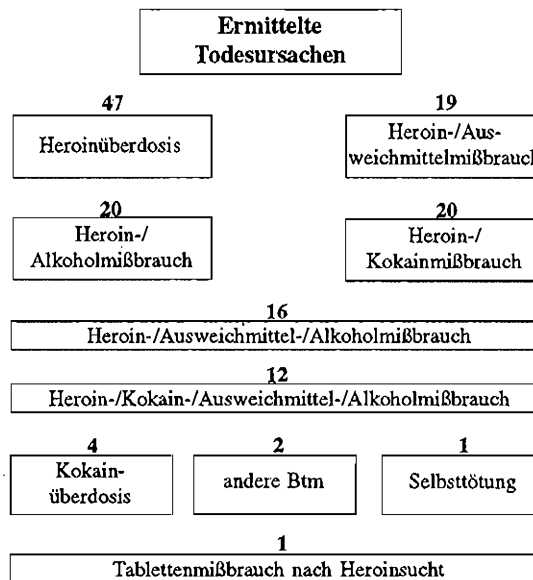 Ermittelte
Todesursachen
47
Heroinüberdosis
19
Heroin-/Aus-
weichmittelmißbrauch
20
Heroin-/
Alkoholmißbrauch
20
Heroin-/
Kokainmißbrauch
16
Heroin-/Ausweichmittel-/Alkoholmißbrauch
12
Heroin-/Kokain-/Ausweichmittel-/Alkoholmißbrauch
4
Kokain-
überdosis
2
andere Btm
1
Selbsttötung
1
Tablettenmißbrauch nach Heroinsucht